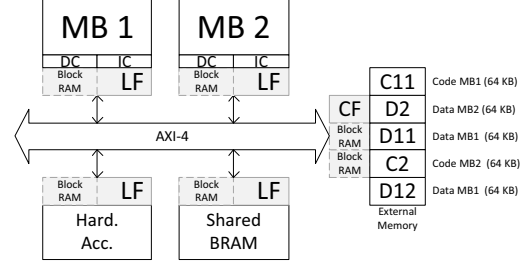 MB 1
MB 2
DC IC
DC IC
Block RAM LF
Block RAM LF
AXI-4
Block RAM LF
Block RAM LF
Hard. Acc.
Shared BRAM
C11 Code MB1 (64 KB)
CF D2 Data MB2 (64 KB)
Block RAM D11 Data MB1 (64 KB)
Block RAM C2 Code MB2 (64 KB)
D12 Data MB1 (64 KB)
External
Memory